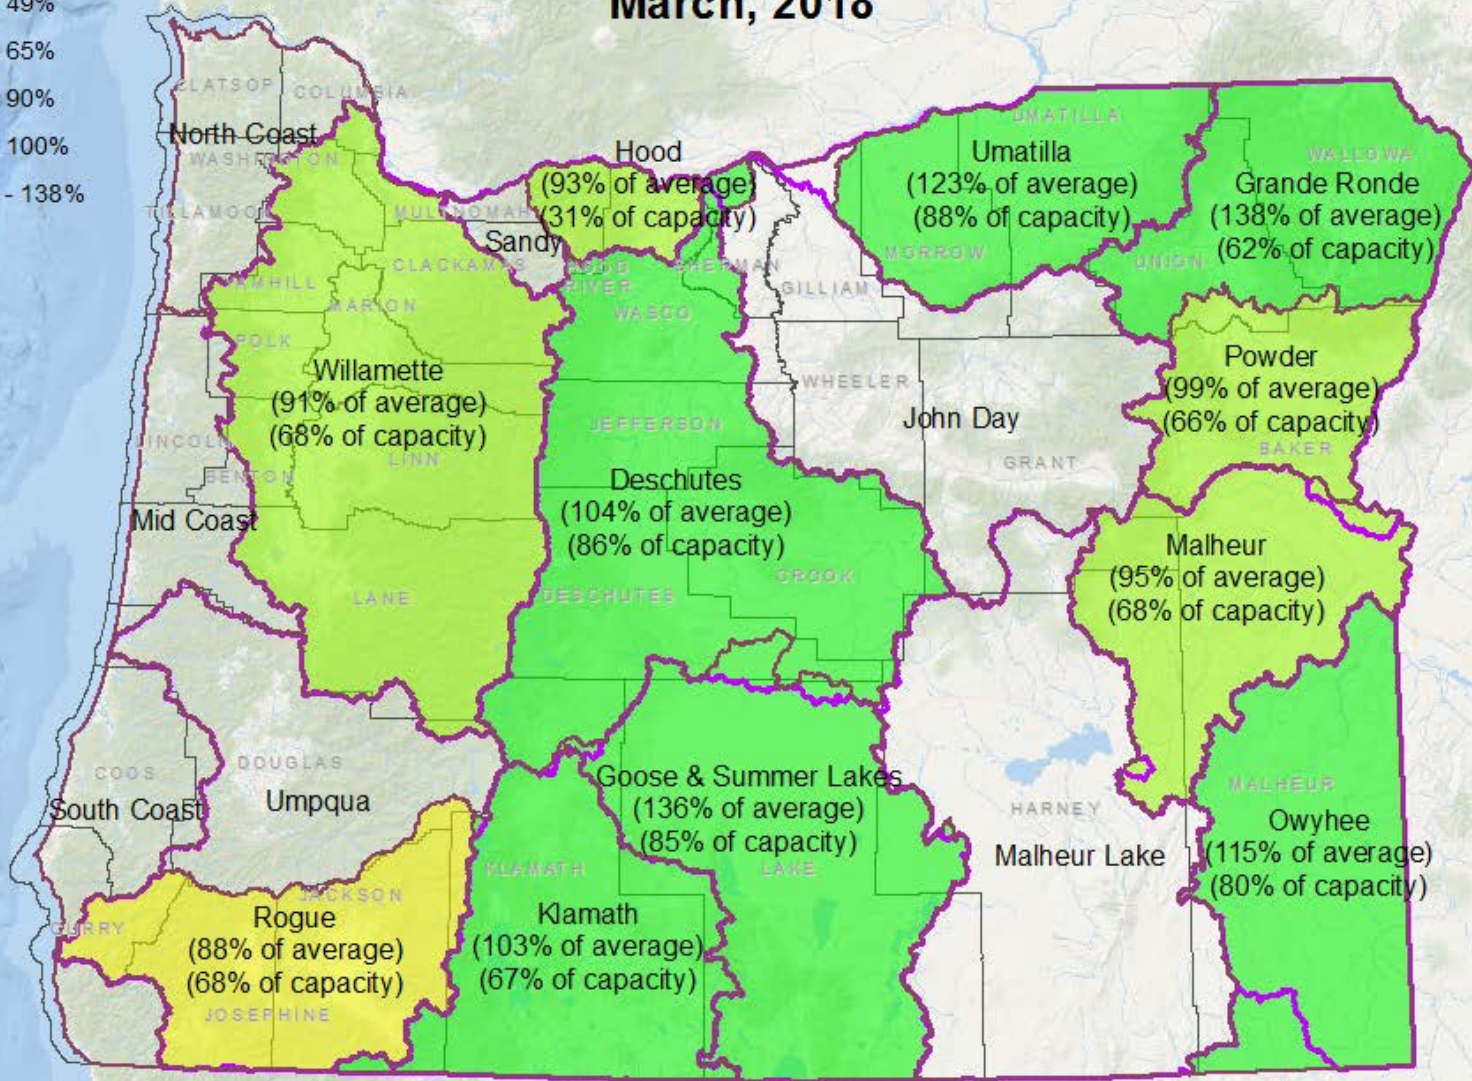 March, 2018
49%
65%
90%
100%
- 138%
CLATSOP
COLUMBIA
North Coast
WASHINGTON
TILLAMOOK
MULTNOMAH
Hood
(93% of average)
(31% of capacity)
Sandy
CLACKAMAS
HOOD
RIVER
SHERMAN
WASCO
GILLIAM
UMATILLA
Umatilla
(123% of average)
(88% of capacity)
MORROW
WALLOWA
Grande Ronde
(138% of average)
(62% of capacity)
UNION
YAMHILL
MARION
POLK
Willamette
(91% of average)
(68% of capacity)
LINN
LINCOLN
BENTON
Mid Coast
LANE
JEFFERSON
Deschutes
(104% of average)
(86% of capacity)
CROOK
DESCHUTES
WHEELER
John Day
GRANT
Powder
(99% of average)
(66% of capacity)
BAKER
Malheur
(95% of average)
(68% of capacity)
COOS
DOUGLAS
South Coast
Umpqua
Goose & Summer Lakes
(136% of average)
(85% of capacity)
KLAMATH
LAKE
HARNEY
Malheur Lake
MALHEUR
Owyhee
(115% of average)
(80% of capacity)
CURRY
JACKSON
Rogue
(88% of average)
(68% of capacity)
JOSEPHINE
Klamath
(103% of average)
(67% of capacity)